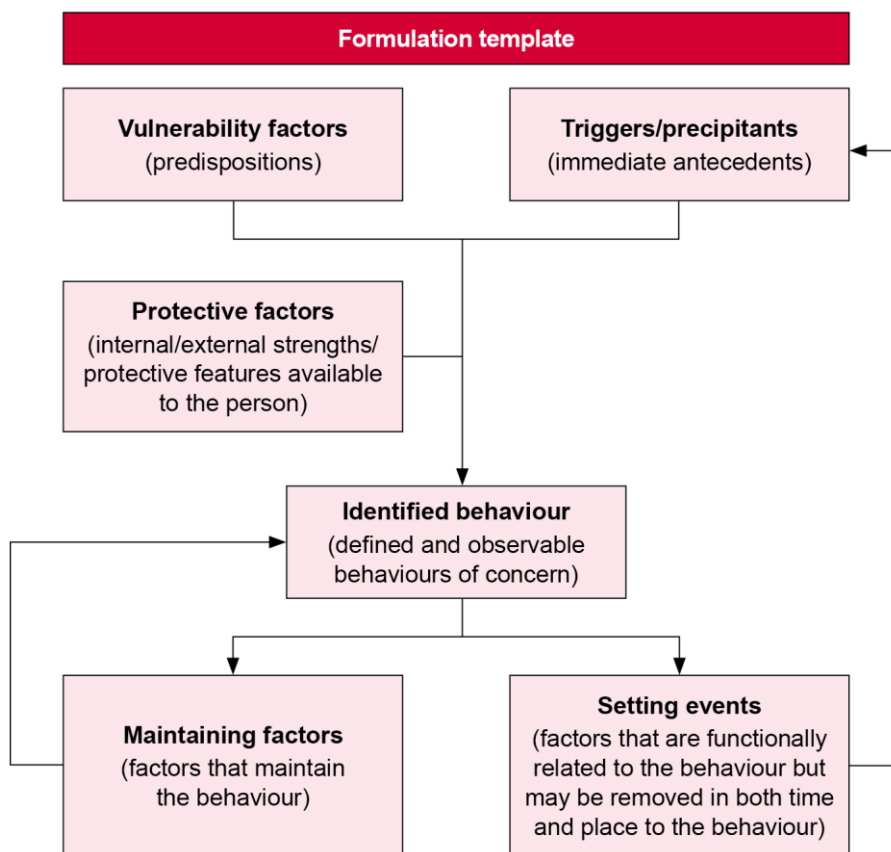 Formulation template
Vulnerability factors
(predispositions)
Triggers/precipitants
(immediate antecedents)
Protective factors
(internal/external strengths/
protective features available
to the person)
Identified behaviour
(defined and observable
behaviours of concern)
Maintaining factors
(factors that maintain
the behaviour)
Setting events
(factors that are functionally
related to the behaviour but
may be removed in both time
and place to the behaviour)